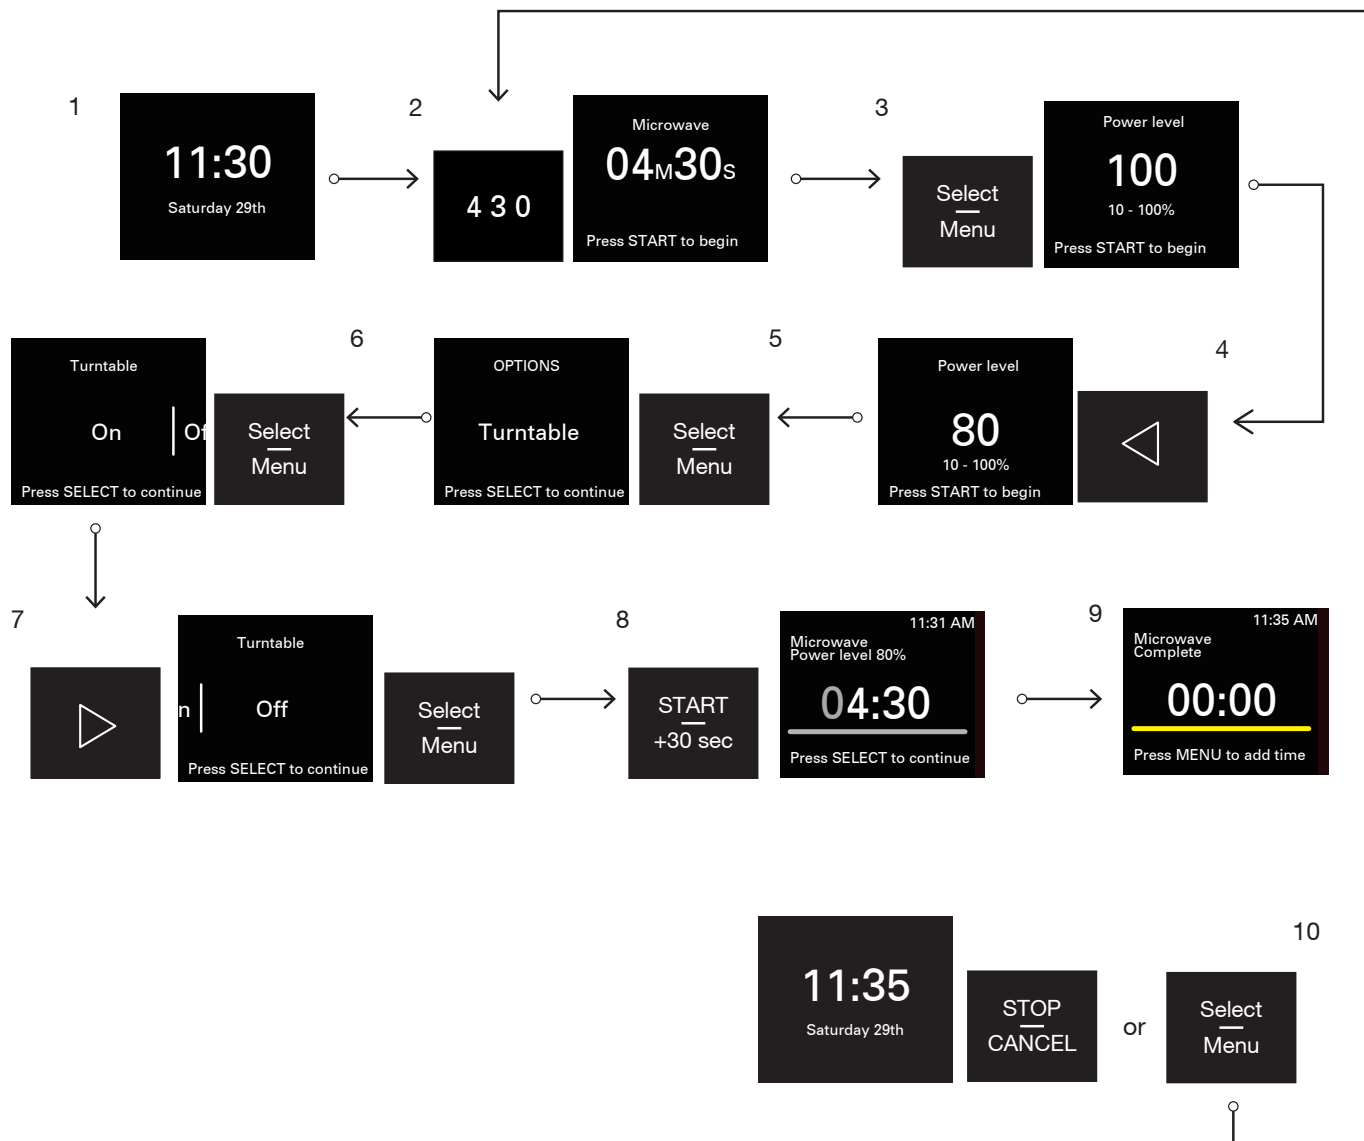 1
11:30
Saturday 29th
2
4 3 0
Microwave
04M30S
Press START to begin
3
Select
Menu
Power level
100
10 - 100%
Press START to begin
4
Power level
80
10 - 100%
Press START to begin
5
Select
Menu
OPTIONS
Turntable
Press SELECT to continue
6
Select
Menu
Turntable
On
Of
Press SELECT to continue
7
Turntable
n
Off
Press SELECT to continue
Select
Menu
8
START
+30 sec
11:31 AM
Microwave
Power level 80%
04:30
Press SELECT to continue
9
11:35 AM
Microwave
Complete
00:00
Press MENU to add time
10
11:35
Saturday 29th
STOP
CANCEL
or
Select
Menu